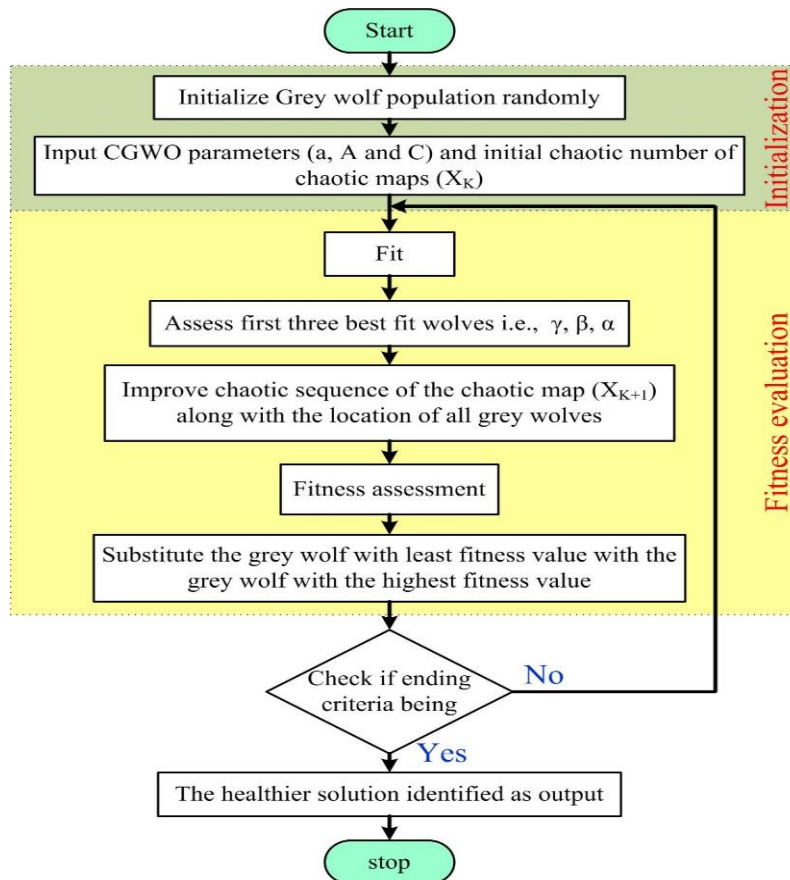 Start
Initialize Grey wolf population randomly
Input CGWO parameters (a, A and C) and initial chaotic number of
chaotic maps (X_K)
Initialization
Fit
Assess first three best fit wolves i.e., γ, β, α
Improve chaotic sequence of the chaotic map (X_{K+1})
along with the location of all grey wolves
Fitness assessment
Substitute the grey wolf with least fitness value with the
grey wolf with the highest fitness value
Fitness evaluation
Check if ending
criteria being
No
Yes
The healthier solution identified as output
stop